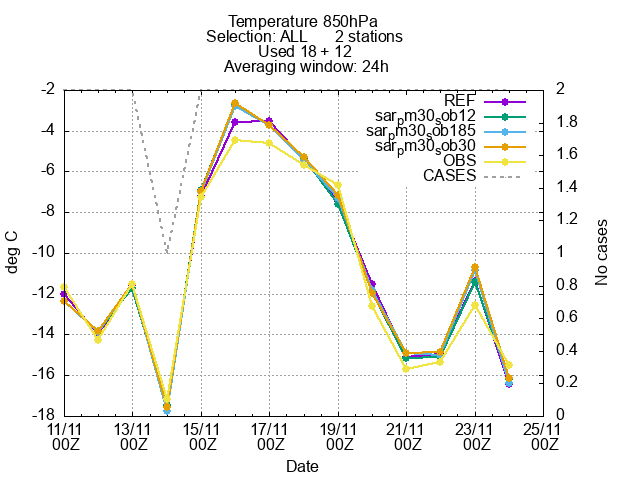 Temperature 850hPa
Selection: ALL 2 stations
Used 18 + 12
Averaging window: 24h
REF
sarpm30sob12
sarpm30sob185
sarpm30sob30
OBS
CASES
-2
-4
-6
-8
-10
-12
-14
-16
-18
deg C
2
1.8
1.6
1.4
1.2
1
0.8
0.6
0.4
0.2
0
No cases
11/11 13/11 15/11 17/11 19/11 21/11 23/11 25/11
00Z 00Z 00Z 00Z 00Z 00Z 00Z 00Z
Date